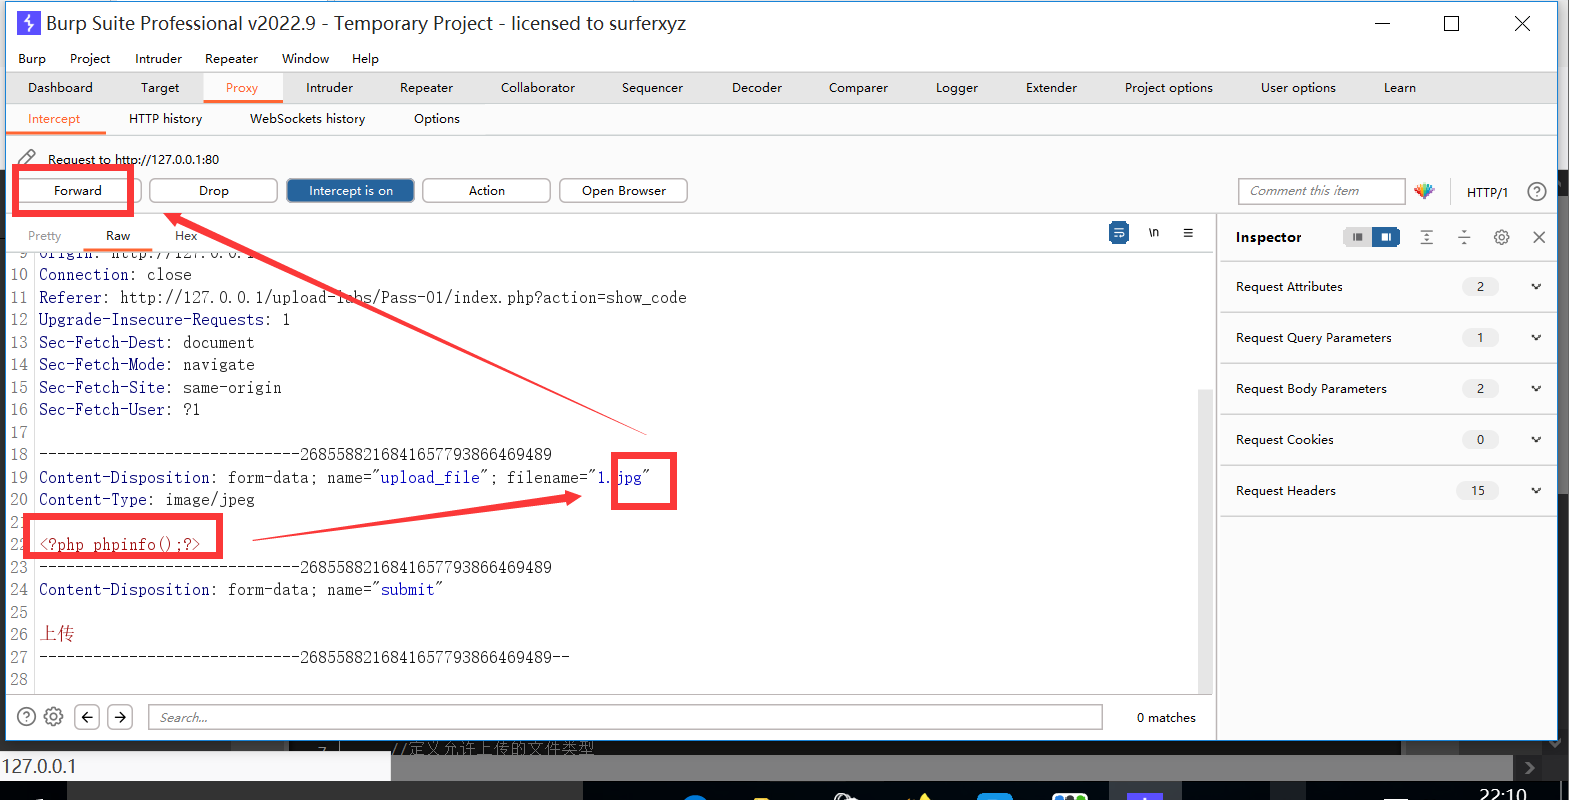 Burp Suite Professional v2022.9 - Temporary Project - licensed to surferxyz
Burp Project Intruder Repeater Window Help
Dashboard Target Proxy Intruder Repeater Collaborator Sequencer Decoder Comparer Logger Extender Project options User options Learn
Intercept HTTP history WebSockets history Options
Request to http://127.0.0.1:80
Forward Drop Intercept is on Action Open Browser Comment this item HTTP/1
Pretty Raw Hex \n
Inspector
9 Origin: http://127.0.0.1
10 Connection: close
11 Referer: http://127.0.0.1/upload-labs/Pass-01/index.php?action=show_code
12 Upgrade-Insecure-Requests: 1
13 Sec-Fetch-Dest: document
14 Sec-Fetch-Mode: navigate
15 Sec-Fetch-Site: same-origin
16 Sec-Fetch-User: ?1
17
18 -----------------------------2685588216841657793866469489
19 Content-Disposition: form-data; name="upload_file"; filename="1.jpg"
20 Content-Type: image/jpeg
21
22 <?php phpinfo();?>
23 -----------------------------2685588216841657793866469489
24 Content-Disposition: form-data; name="submit"
25
26 上传
27 -----------------------------2685588216841657793866469489--
28
Request Attributes 2
Request Query Parameters 1
Request Body Parameters 2
Request Cookies 0
Request Headers 15
Search...
0 matches
7 //定义允许上传的文件类型
127.0.0.1
22:10